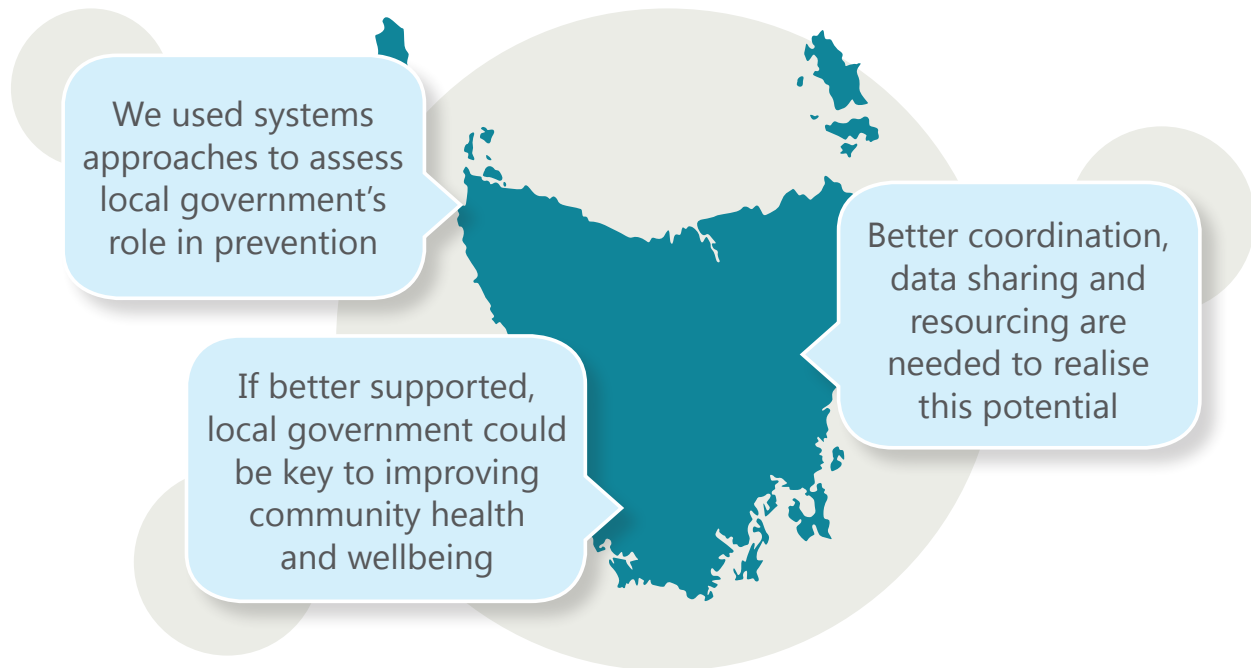 We used systems
approaches to assess
local government’s
role in prevention
Better coordination,
data sharing and
resourcing are
needed to realise
this potential
If better supported,
local government could
be key to improving
community health
and wellbeing